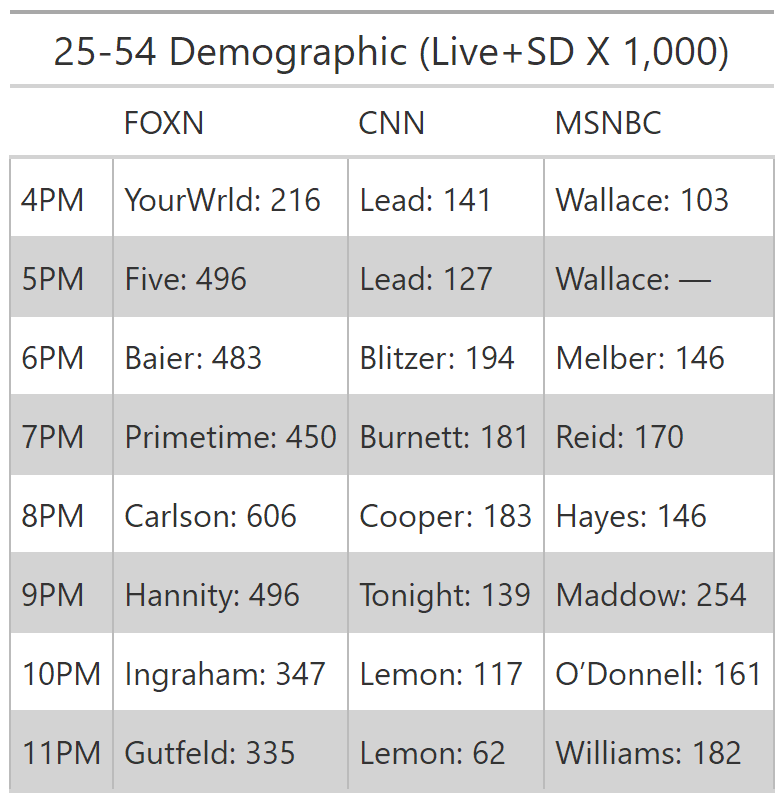 25-54 Demographic (Live+SD X 1,000)
FOXN CNN MSNBC
4PM YourWrld: 216 Lead: 141 Wallace: 103
5PM Five: 496 Lead: 127 Wallace: —
6PM Baier: 483 Blitzer: 194 Melber: 146
7PM Primetime: 450 Burnett: 181 Reid: 170
8PM Carlson: 606 Cooper: 183 Hayes: 146
9PM Hannity: 496 Tonight: 139 Maddow: 254
10PM Ingraham: 347 Lemon: 117 O’Donnell: 161
11PM Gutfeld: 335 Lemon: 62 Williams: 182